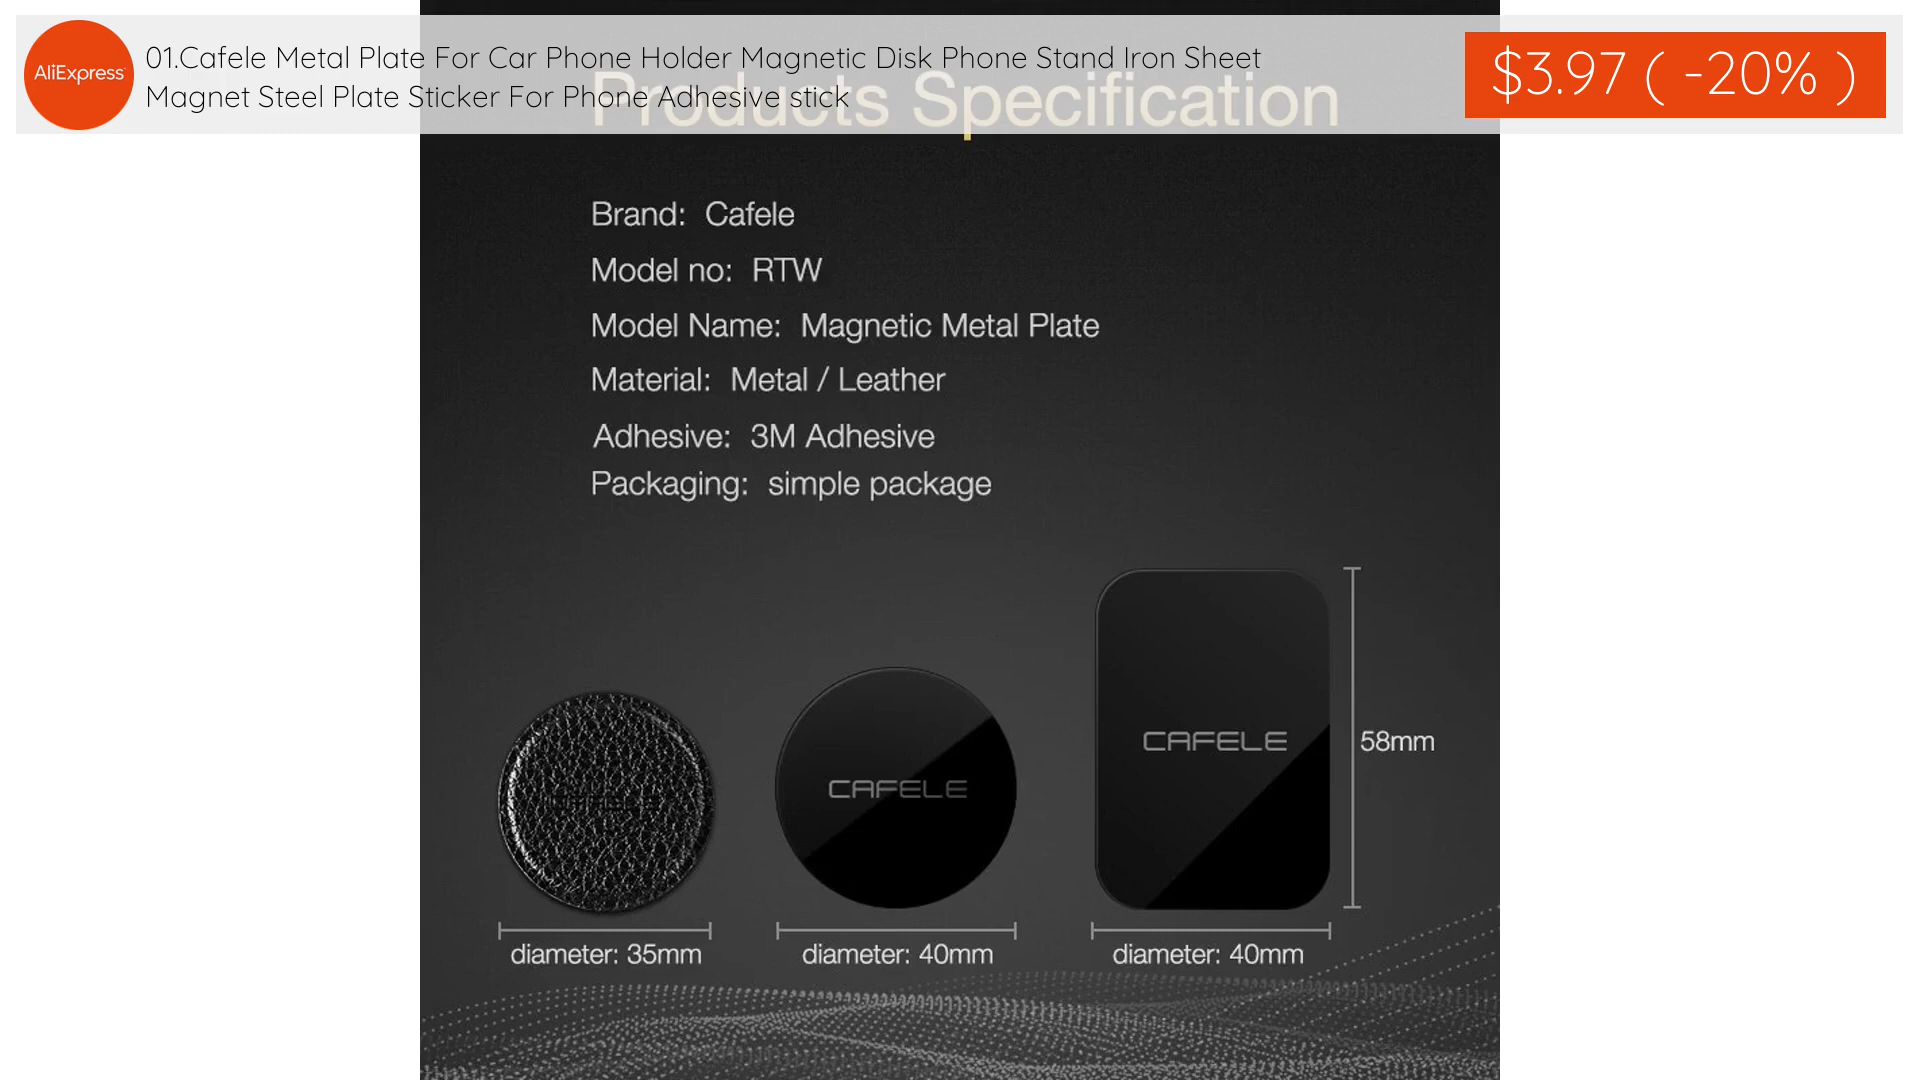 AliExpress
01.Cafele Metal Plate For Car Phone Holder Magnetic Disk Phone Stand Iron Sheet
Magnet Steel Plate Sticker For Phone Adhesive stick
$3.97 ( -20% )
Products Specification
Brand: Cafele
Model no: RTW
Model Name: Magnetic Metal Plate
Material: Metal / Leather
Adhesive: 3M Adhesive
Packaging: simple package
CAFELE
CAFELE
CAFELE
58mm
diameter: 35mm
diameter: 40mm
diameter: 40mm